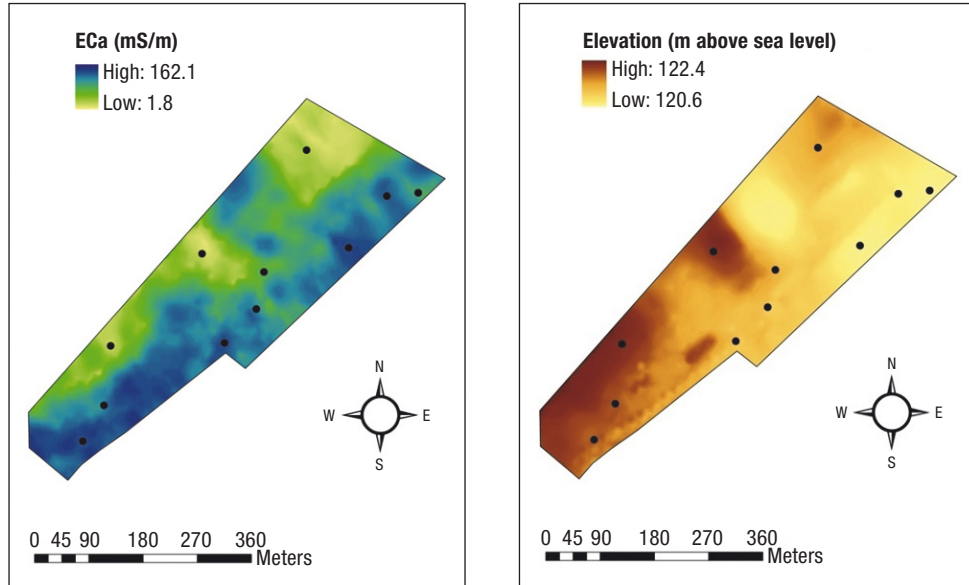 ECa (mS/m)
High: 162.1
Low: 1.8
N
W E
S
0 45 90 180 270 360
Meters
Elevation (m above sea level)
High: 122.4
Low: 120.6
N
W E
S
0 45 90 180 270 360
Meters